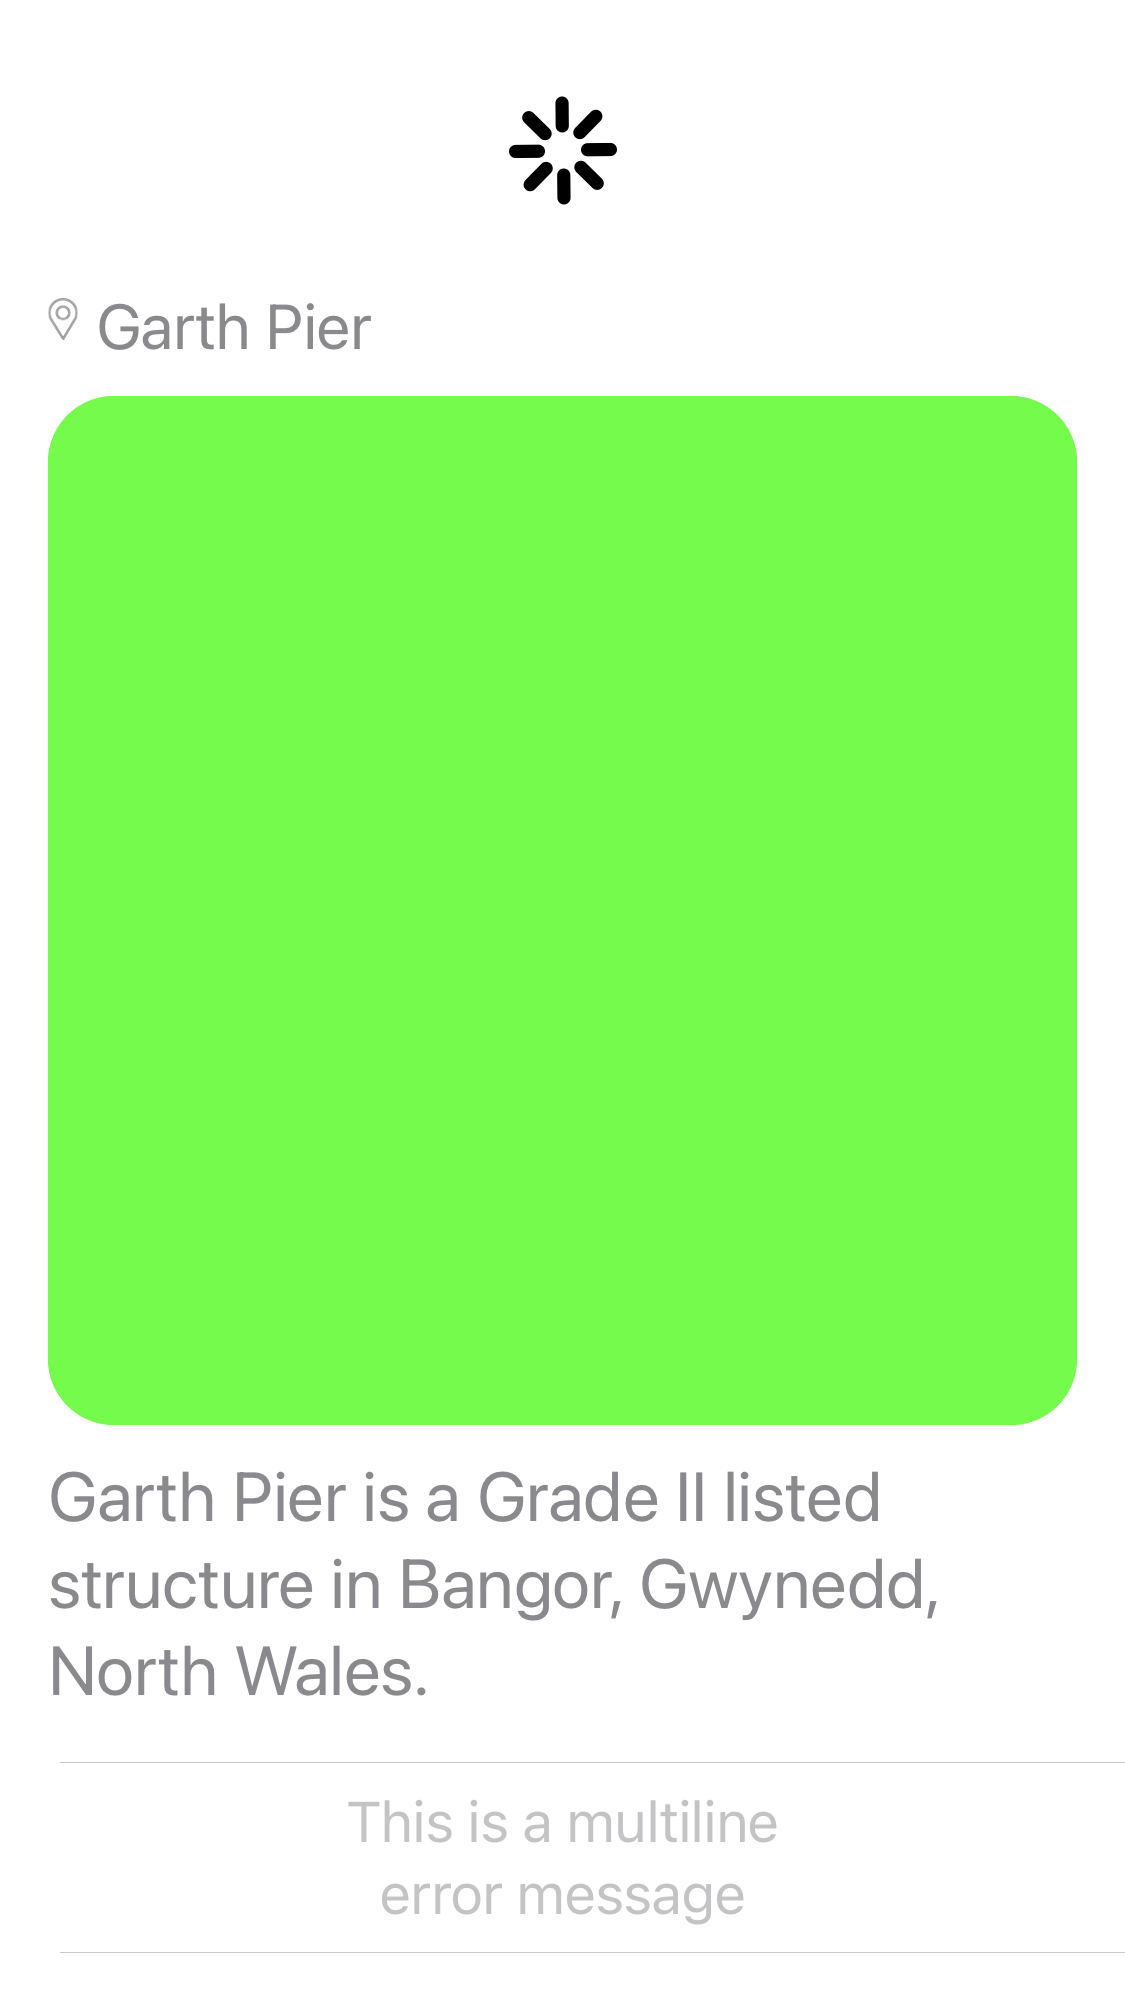 Garth Pier
Garth Pier is a Grade II listed
structure in Bangor, Gwynedd,
North Wales.
This is a multiline
error message